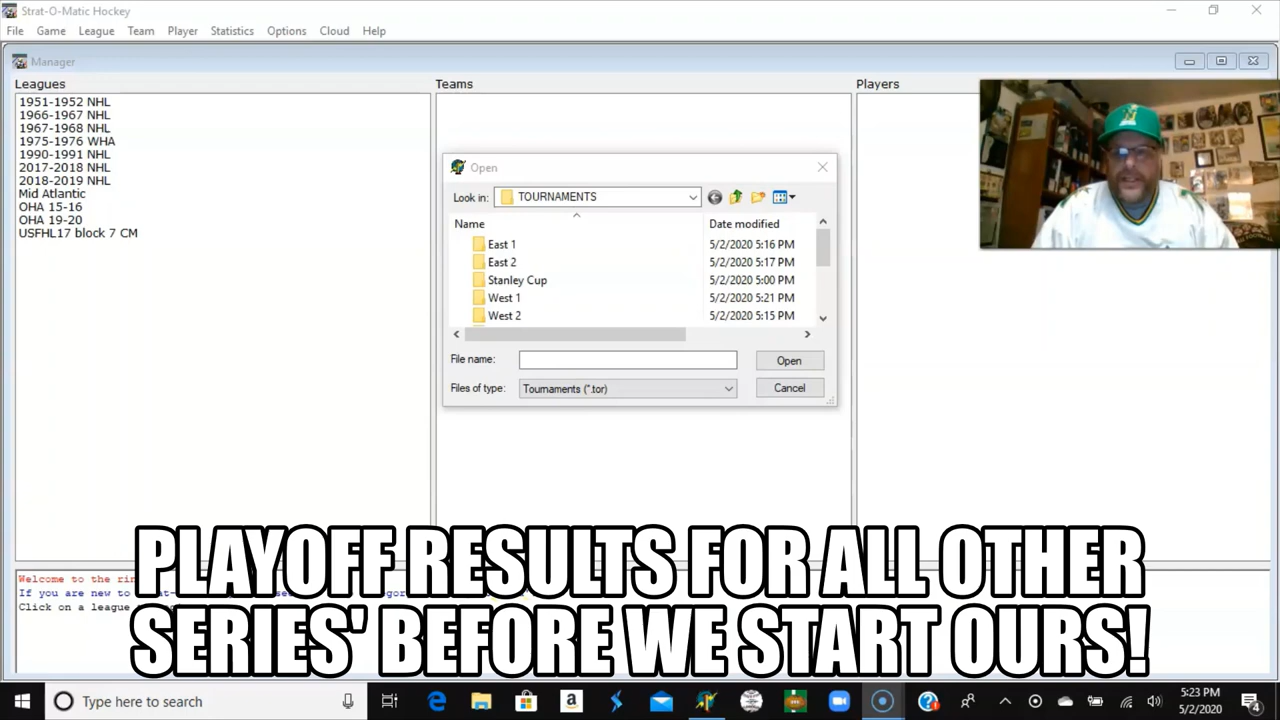 Strat-O-Matic Hockey
File Game League Team Player Statistics Options Cloud Help
Manager
Leagues
Teams
Players
1951-1952 NHL
1966-1967 NHL
1967-1968 NHL
1975-1976 WHA
1990-1991 NHL
2017-2018 NHL
2018-2019 NHL
Mid Atlantic
OHA 15-16
OHA 19-20
USFHL17 block 7 CM
Open
Look in: TOURNAMENTS
Name Date modified
East 1 5/2/2020 5:16 PM
East 2 5/2/2020 5:17 PM
Stanley Cup 5/2/2020 5:00 PM
West 1 5/2/2020 5:21 PM
West 2 5/2/2020 5:15 PM
File name: Open
Files of type: Tournaments (*.tor) Cancel
Welcome to the
If you are new to
Click on a league
PLAYOFF RESULTS FOR ALL OTHER
SERIES' BEFORE WE START OURS!
Type here to search
5:23 PM
5/2/2020
4